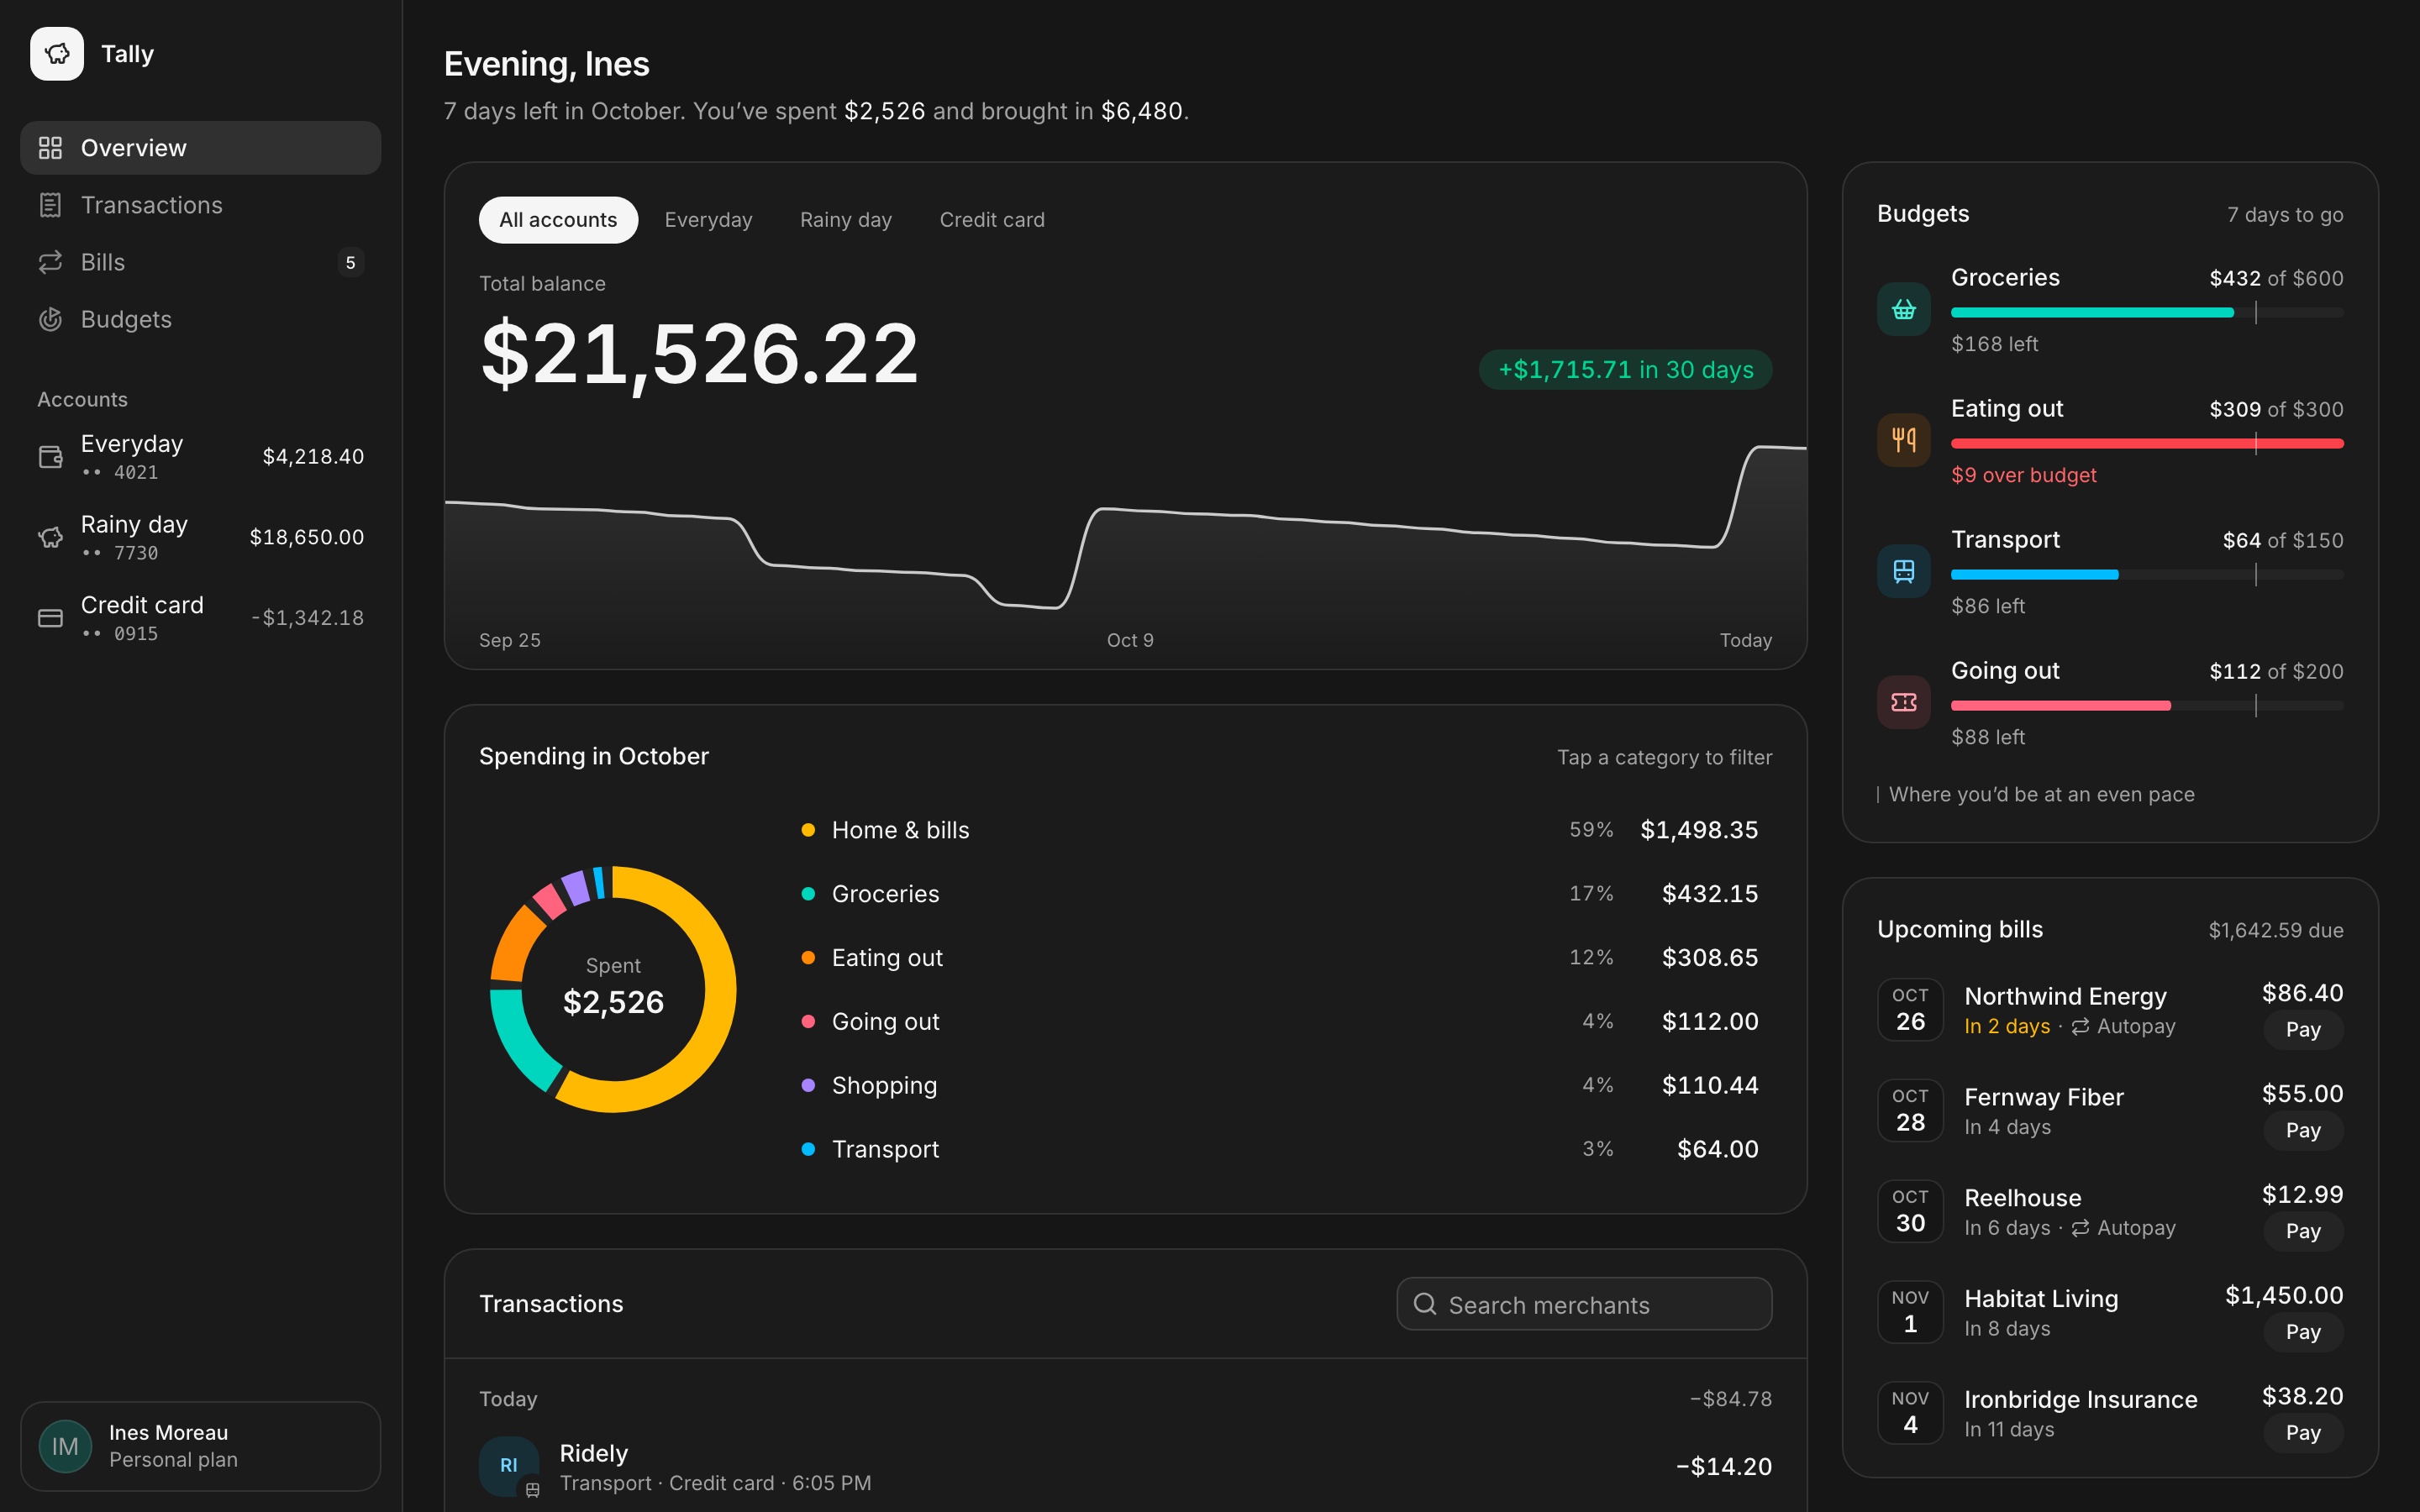 Tally
Overview
Transactions
Bills 5
Budgets
Accounts
Everyday
•• 4021
$4,218.40
Rainy day
•• 7730
$18,650.00
Credit card
•• 0915
-$1,342.18
Ines Moreau
Personal plan
IM
Evening, Ines
7 days left in October. You’ve spent $2,526 and brought in $6,480.
All accounts Everyday Rainy day Credit card
Total balance
$21,526.22
+$1,715.71 in 30 days
Sep 25 Oct 9 Today
Spending in October Tap a category to filter
Spent
$2,526
Home & bills 59% $1,498.35
Groceries 17% $432.15
Eating out 12% $308.65
Going out 4% $112.00
Shopping 4% $110.44
Transport 3% $64.00
Transactions Search merchants
Today −$84.78
RI
Ridely
Transport · Credit card · 6:05 PM
−$14.20
Budgets 7 days to go
Groceries $432 of $600
$168 left
Eating out $309 of $300
$9 over budget
Transport $64 of $150
$86 left
Going out $112 of $200
$88 left
Where you’d be at an even pace
Upcoming bills $1,642.59 due
OCT
26
Northwind Energy $86.40
In 2 days · Autopay Pay
OCT
28
Fernway Fiber $55.00
In 4 days Pay
OCT
30
Reelhouse $12.99
In 6 days · Autopay Pay
NOV
1
Habitat Living $1,450.00
In 8 days Pay
NOV
4
Ironbridge Insurance $38.20
In 11 days Pay